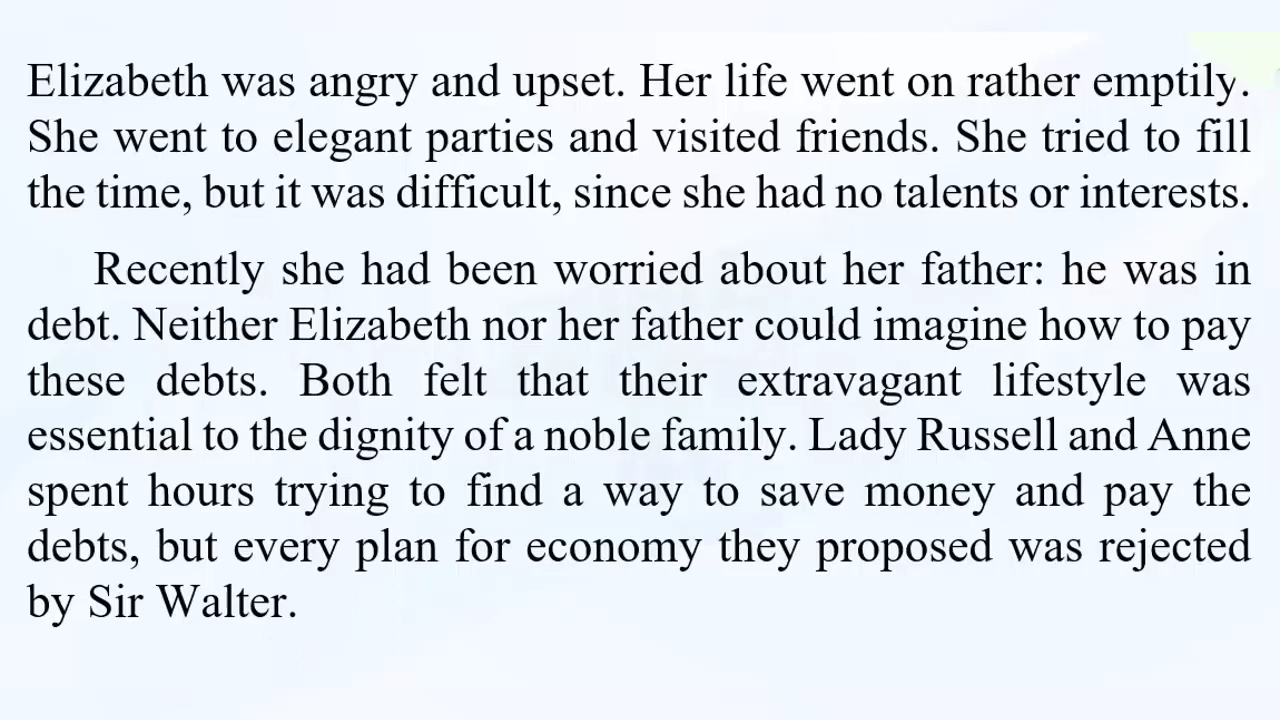 Elizabeth was angry and upset. Her life went on rather emptily.
She went to elegant parties and visited friends. She tried to fill
the time, but it was difficult, since she had no talents or interests.
Recently she had been worried about her father: he was in
debt. Neither Elizabeth nor her father could imagine how to pay
these debts. Both felt that their extravagant lifestyle was
essential to the dignity of a noble family. Lady Russell and Anne
spent hours trying to find a way to save money and pay the
debts, but every plan for economy they proposed was rejected
by Sir Walter.